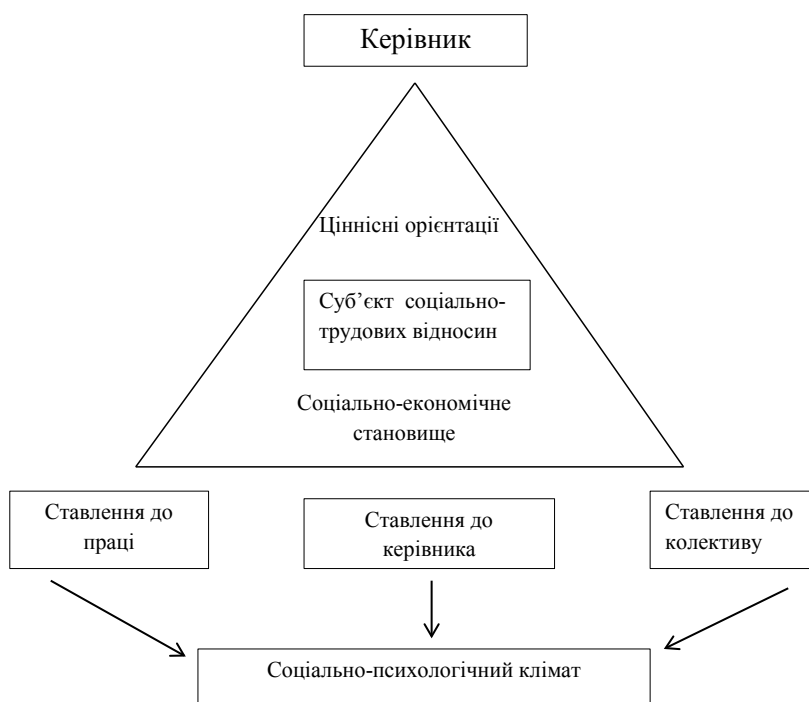 Керівник
Ціннісні орієнтації
Суб’єкт соціально-
трудових відносин
Соціально-економічне
становище
Ставлення до
праці
Ставлення до
керівника
Ставлення до
колективу
Соціально-психологічний клімат